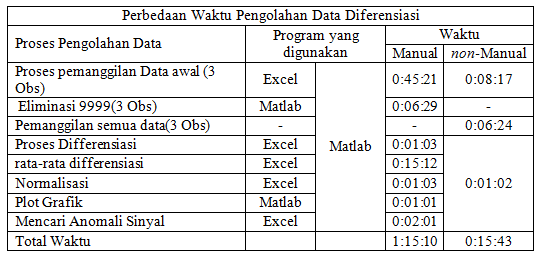 Perbedaan Waktu Pengolahan Data Diferensiasi
Proses Pengolahan Data Program yang digunakan Waktu
Manual non-Manual
Proses pemanggilan Data awal (3 Obs) Excel Matlab 0:45:21 0:08:17
Eliminasi 9999(3 Obs) Matlab 0:06:29 -
Pemanggilan semua data(3 Obs) - - 0:06:24
Proses Differensiasi Excel 0:01:03 0:01:02
rata-rata differensiasi Excel 0:15:12
Normalisasi Excel 0:01:03
Plot Grafik Matlab 0:01:01
Mencari Anomali Sinyal Excel 0:02:01
Total Waktu 1:15:10 0:15:43